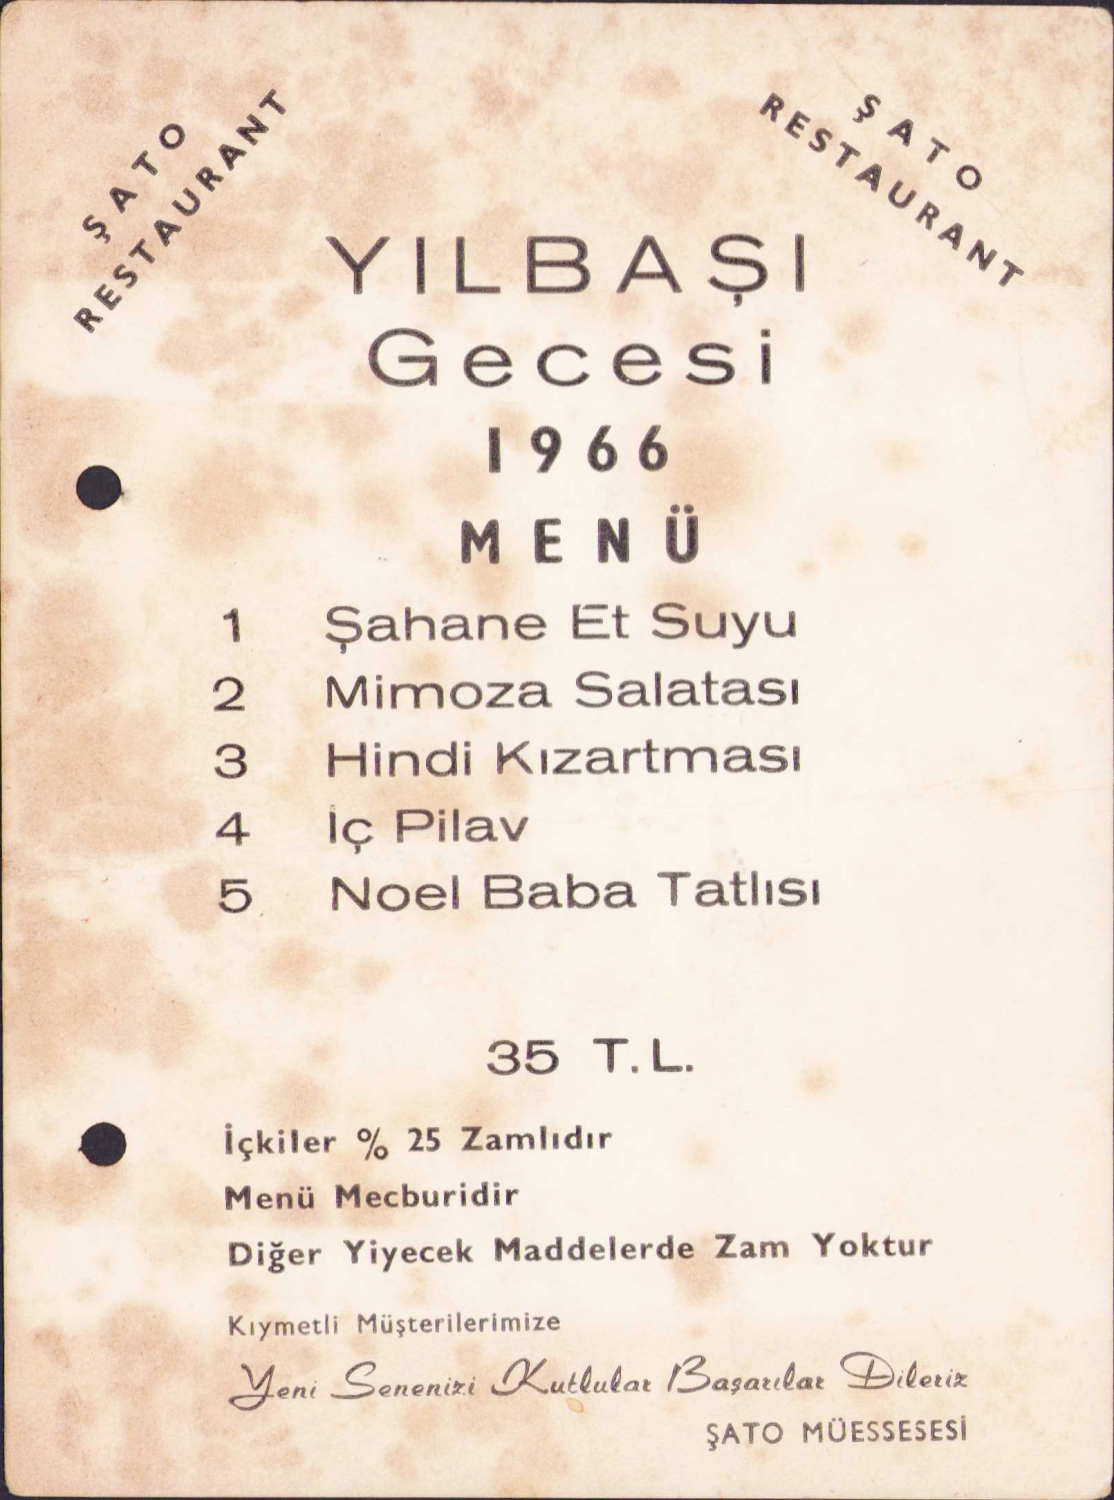 ŞATO
RESTAURANT
ŞATO
RESTAURANT
YILBAŞI
Gecesi
1966
MENÜ
1 Şahane Et Suyu
2 Mimoza Salatası
3 Hindi Kızartması
4 İç Pilav
5 Noel Baba Tatlısı
35 T.L.
İçkiler % 25 Zamlıdır
Menü Mecburidir
Diğer Yiyecek Maddelerde Zam Yoktur
Kıymetli Müşterilerimize
Yeni Senenizi Kutlular Başarılar Dileriz
ŞATO MÜESSESESİ